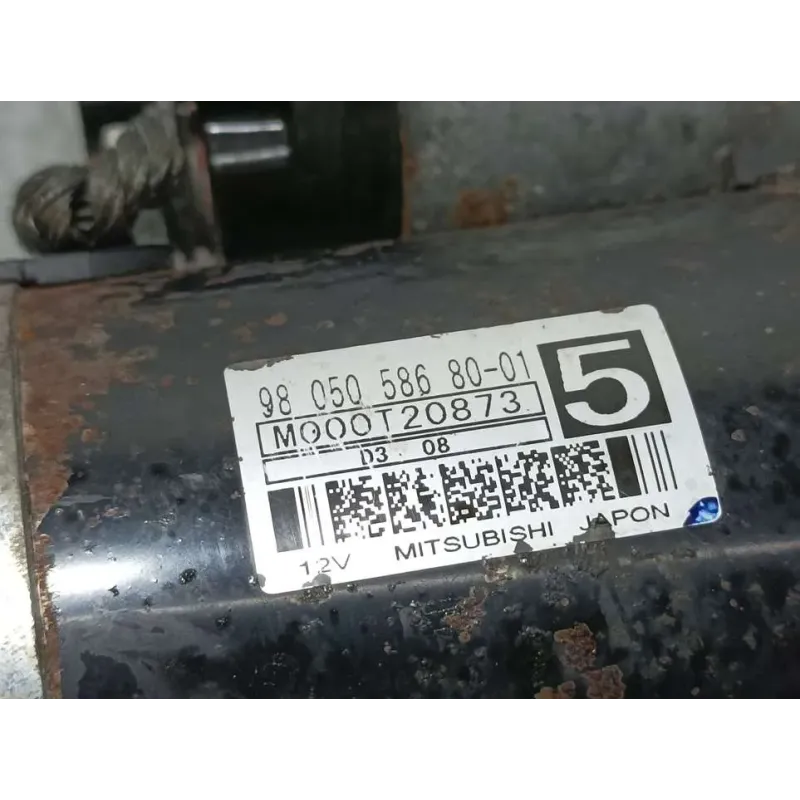 98 050 586 80-01
5
M000T20873
D3 08
12V MITSUBISHI JAPON